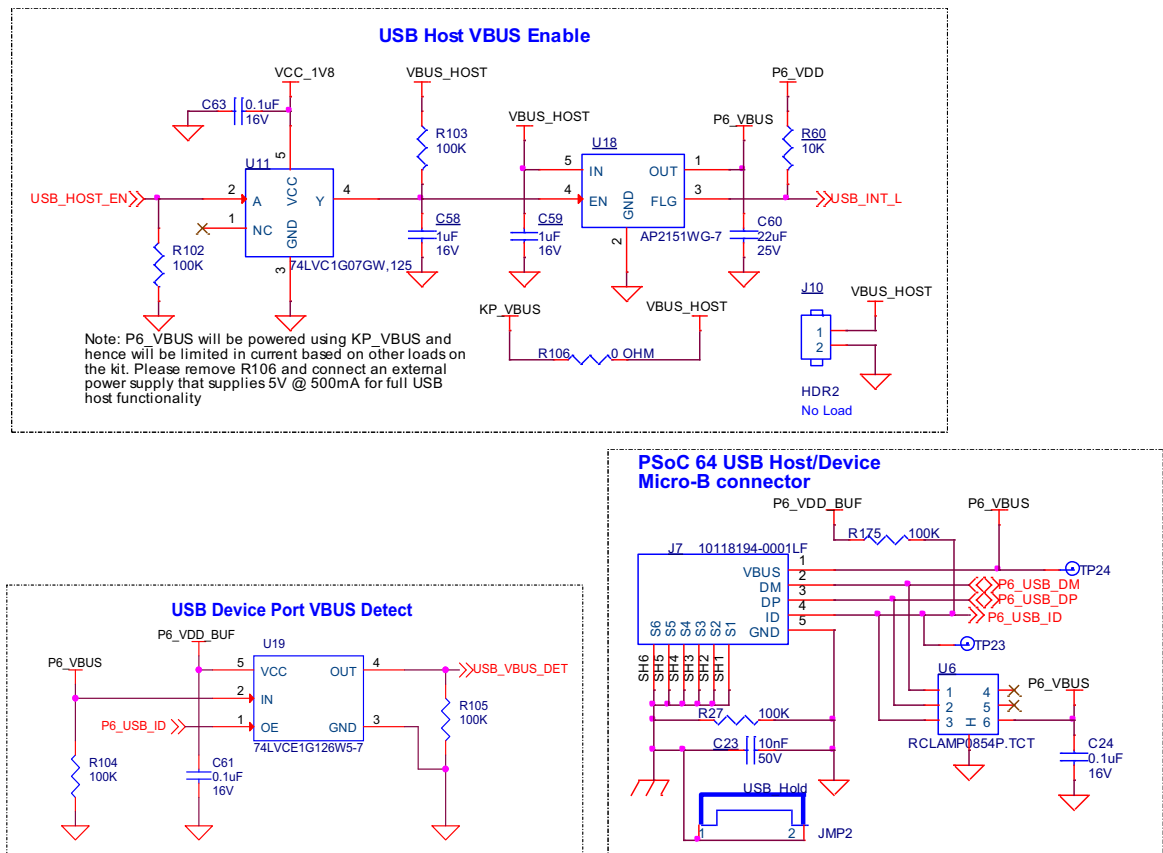 USB Host VBUS Enable
VCC_1V8
VBUS_HOST
P6_VDD
C63
0.1uF
16V
VBUS_HOST
P6_VBUS
R103
100K
U18
R60
10K
U11
5
VCC
5
IN
OUT
1
USB_HOST_EN
2
A
Y
4
4
EN
GND
FLG
3
USB_INT_L
1
NC
GND
C58
1uF
16V
C59
1uF
16V
2
AP2151WG-7
C60
22uF
25V
R102
100K
3
74LVC1G07GW,125
J10
VBUS_HOST
KP_VBUS
VBUS_HOST
1
2
R106
0 OHM
HDR2
No Load
Note: P6_VBUS will be powered using KP_VBUS and
hence will be limited in current based on other loads on
the kit. Please remove R106 and connect an external
power supply that supplies 5V @ 500mA for full USB
host functionality
PSoC 64 USB Host/Device
Micro-B connector
P6_VDD_BUF
P6_VBUS
R175
100K
J7
10118194-0001LF
VBUS
1
TP24
DM
2
P6_USB_DM
DP
3
P6_USB_DP
ID
4
P6_USB_ID
GND
5
S6
S5
S4
S3
S2
S1
SH6
SH5
SH4
SH3
SH2
SH1
TP23
U6
P6_VBUS
1
4
2
5
3
6
H
RCLAMP0854P.TCT
C24
0.1uF
16V
R27
100K
C23
10nF
50V
USB_Hold
1
2
JMP2
USB Device Port VBUS Detect
P6_VDD_BUF
U19
P6_VBUS
5
VCC
OUT
4
USB_VBUS_DET
2
IN
P6_USB_ID
1
OE
GND
3
R105
100K
74LVCE1G126W5-7
R104
100K
C61
0.1uF
16V